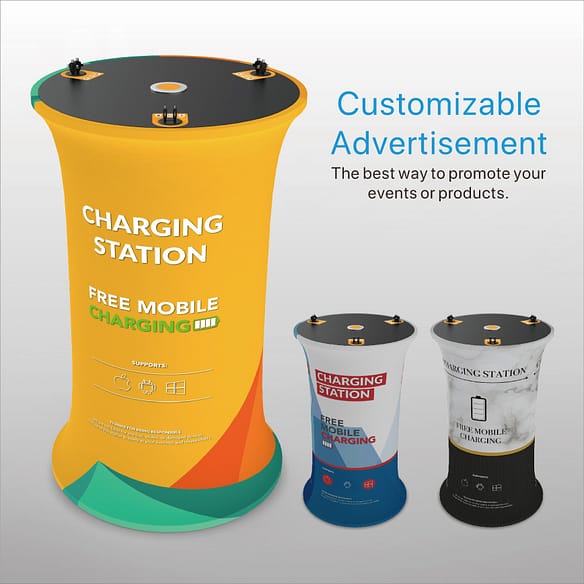 Customizable
Advertisement
The best way to promote your
events or products.
CHARGING
STATION
FREE MOBILE
CHARGING
SUPPORTS:
CHARGING
STATION
FREE
MOBILE
CHARGING
CHARGING STATION
FREE MOBILE
CHARGING